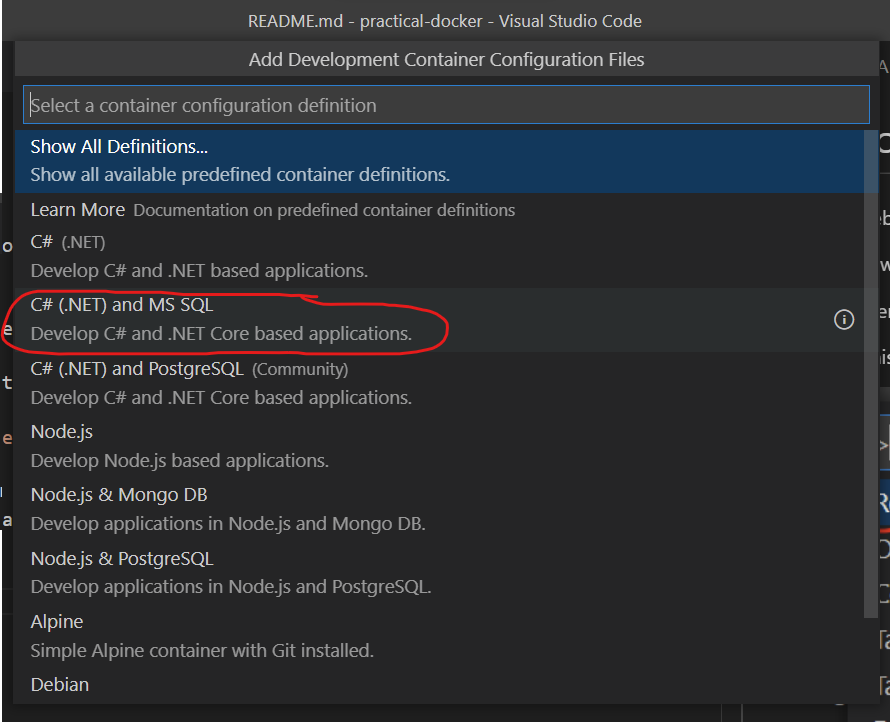 README.md - practical-docker - Visual Studio Code
Add Development Container Configuration Files
Select a container configuration definition
Show All Definitions...
Show all available predefined container definitions.
Learn More Documentation on predefined container definitions
C# (.NET)
Develop C# and .NET based applications.
C# (.NET) and MS SQL
Develop C# and .NET Core based applications.
C# (.NET) and PostgreSQL (Community)
Develop C# and .NET Core based applications.
Node.js
Develop Node.js based applications.
Node.js & Mongo DB
Develop applications in Node.js and Mongo DB.
Node.js & PostgreSQL
Develop applications in Node.js and PostgreSQL.
Alpine
Simple Alpine container with Git installed.
Debian